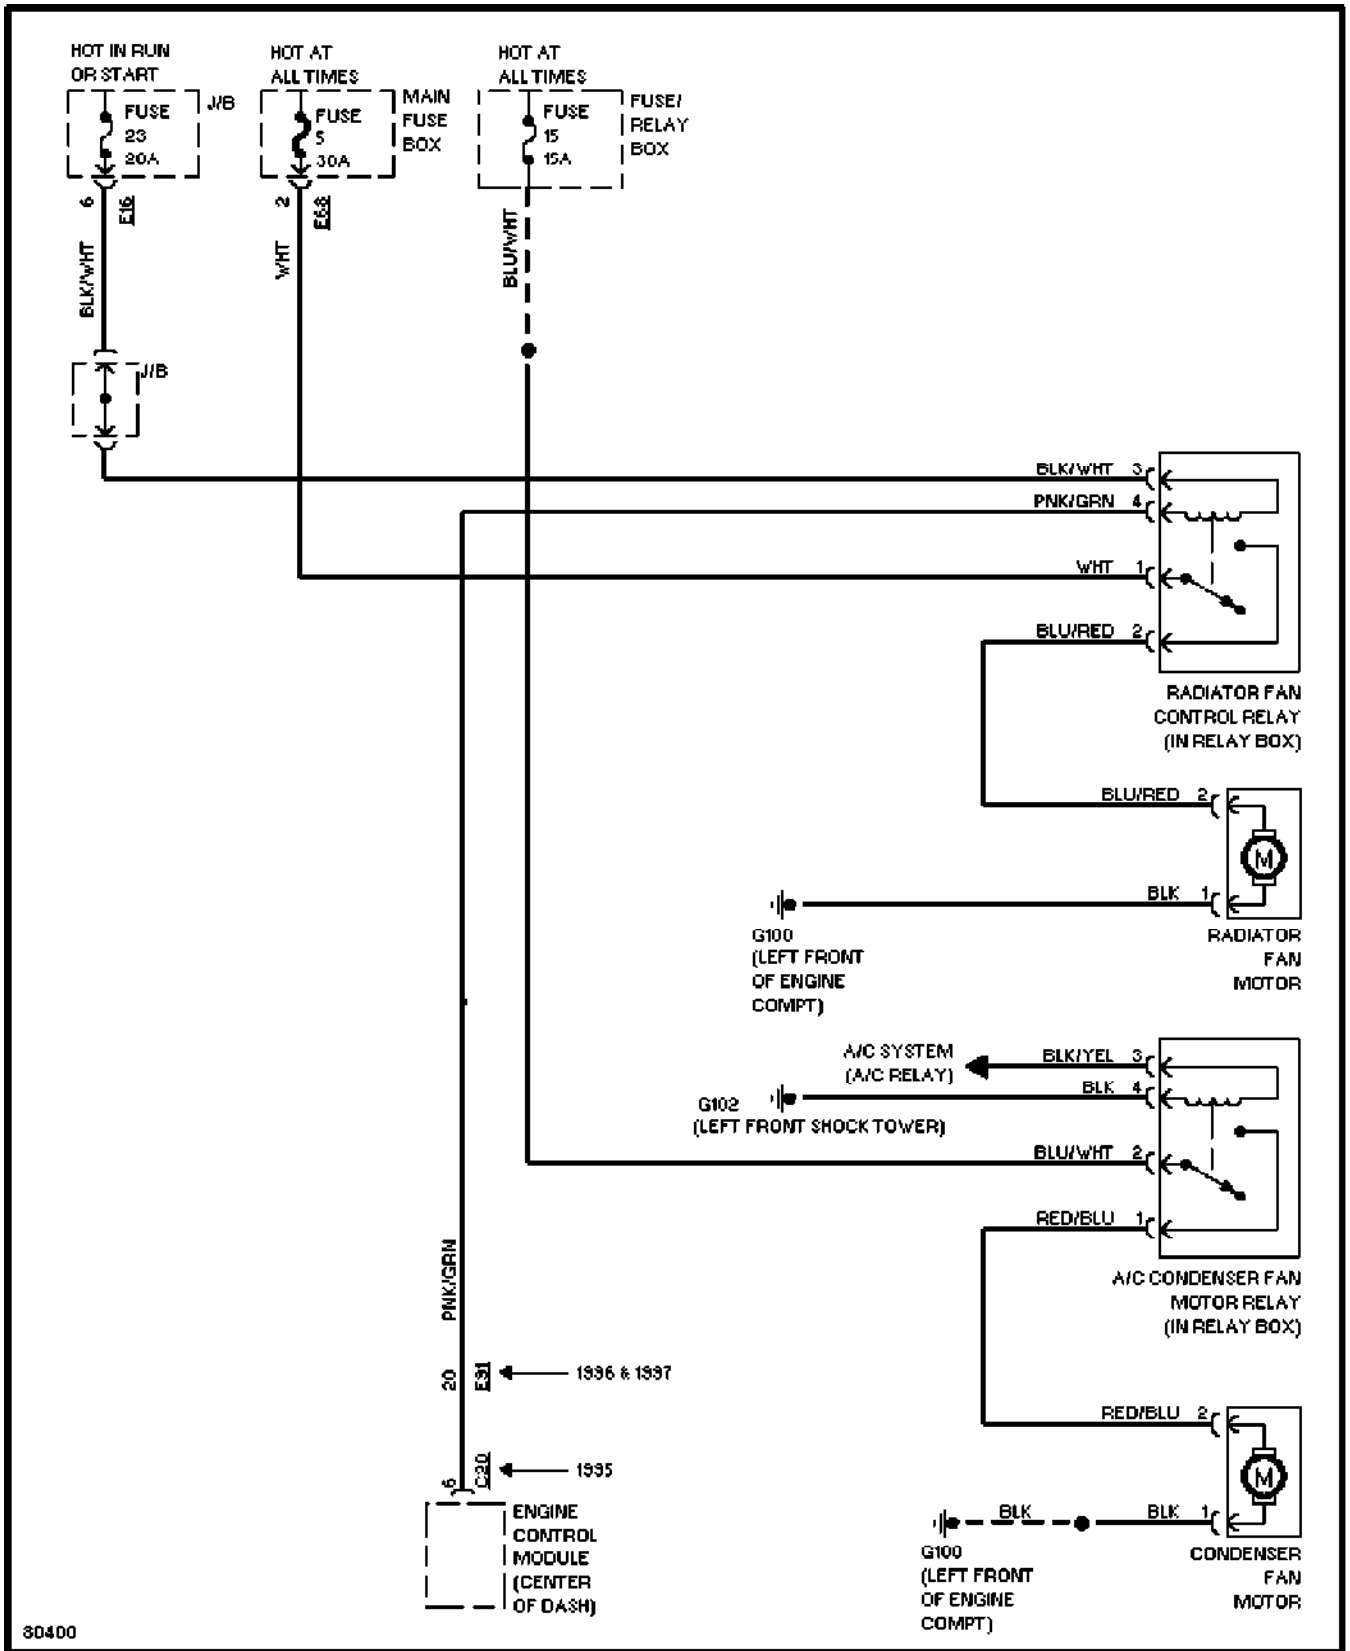 HOT IN RUN
OR START
J/B
FUSE
23
20A
6
E16
BLK/WHT
J/B
HOT AT
ALL TIMES
MAIN
FUSE
BOX
FUSE
5
30A
2
E68
WHT
HOT AT
ALL TIMES
FUSE/
RELAY
BOX
FUSE
15
15A
BLU/WHT
BLK/WHT 3
PNK/GRN 4
WHT 1
BLU/RED 2
RADIATOR FAN
CONTROL RELAY
(IN RELAY BOX)
BLU/RED 2
M
BLK 1
RADIATOR
FAN
MOTOR
G100
(LEFT FRONT
OF ENGINE
COMPT)
A/C SYSTEM
(A/C RELAY)
BLK/YEL 3
BLK 4
G102
(LEFT FRONT SHOCK TOWER)
BLU/WHT 2
RED/BLU 1
A/C CONDENSER FAN
MOTOR RELAY
(IN RELAY BOX)
PNK/GRN
20
E91
1996 & 1997
6
C20
1995
ENGINE
CONTROL
MODULE
(CENTER
OF DASH)
RED/BLU 2
M
BLK
BLK 1
G100
(LEFT FRONT
OF ENGINE
COMPT)
CONDENSER
FAN
MOTOR
80400